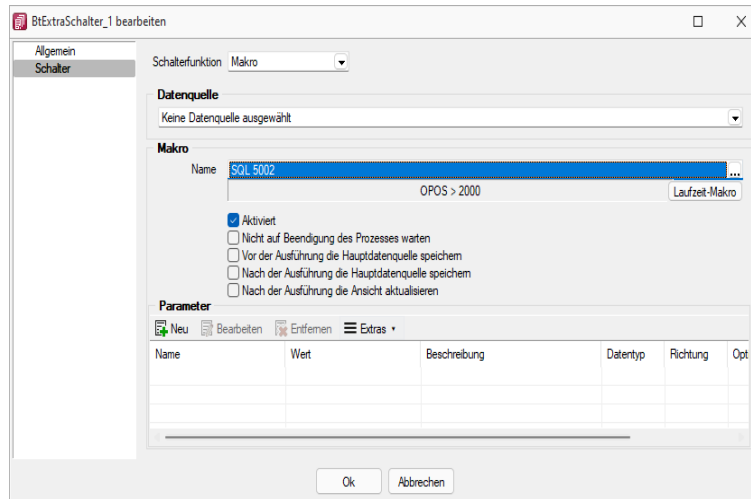 BtExtraSchalter_1 bearbeiten
Allgemein
Schalter
Schalterfunktion Makro
Datenquelle
Keine Datenquelle ausgewählt
Makro
Name SQL 5002 ...
OPOS > 2000 Laufzeit-Makro
Aktiviert
Nicht auf Beendigung des Prozesses warten
Vor der Ausführung die Hauptdatenquelle speichern
Nach der Ausführung die Hauptdatenquelle speichern
Nach der Ausführung die Ansicht aktualisieren
Parameter
Neu Bearbeiten Entfernen Extras
Name Wert Beschreibung Datentyp Richtung Opt
Ok Abbrechen